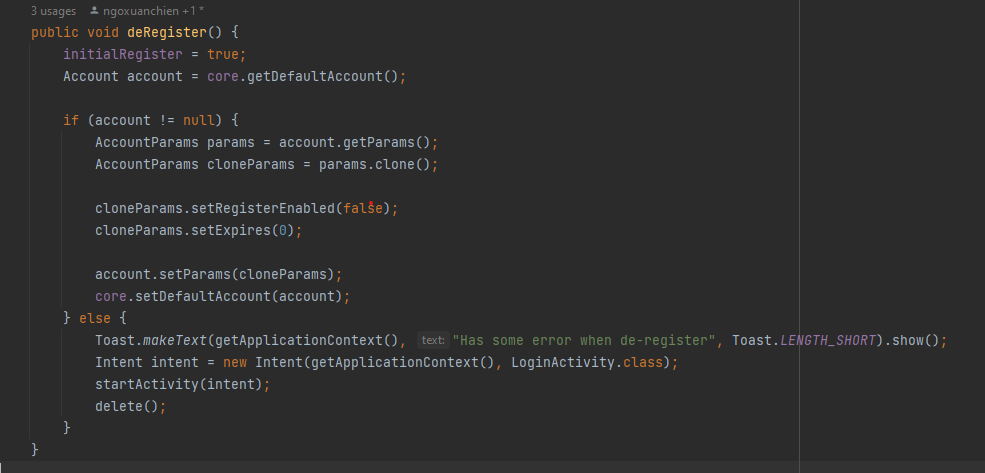 3 usages ngoxuanchien +1 *
public void deRegister() {
initialRegister = true;
Account account = core.getDefaultAccount();
if (account != null) {
AccountParams params = account.getParams();
AccountParams cloneParams = params.clone();
cloneParams.setRegisterEnabled(false);
cloneParams.setExpires(0);
account.setParams(cloneParams);
core.setDefaultAccount(account);
} else {
Toast.makeText(getApplicationContext(), text: "Has some error when de-register", Toast.LENGTH_SHORT).show();
Intent intent = new Intent(getApplicationContext(), LoginActivity.class);
startActivity(intent);
delete();
}
}